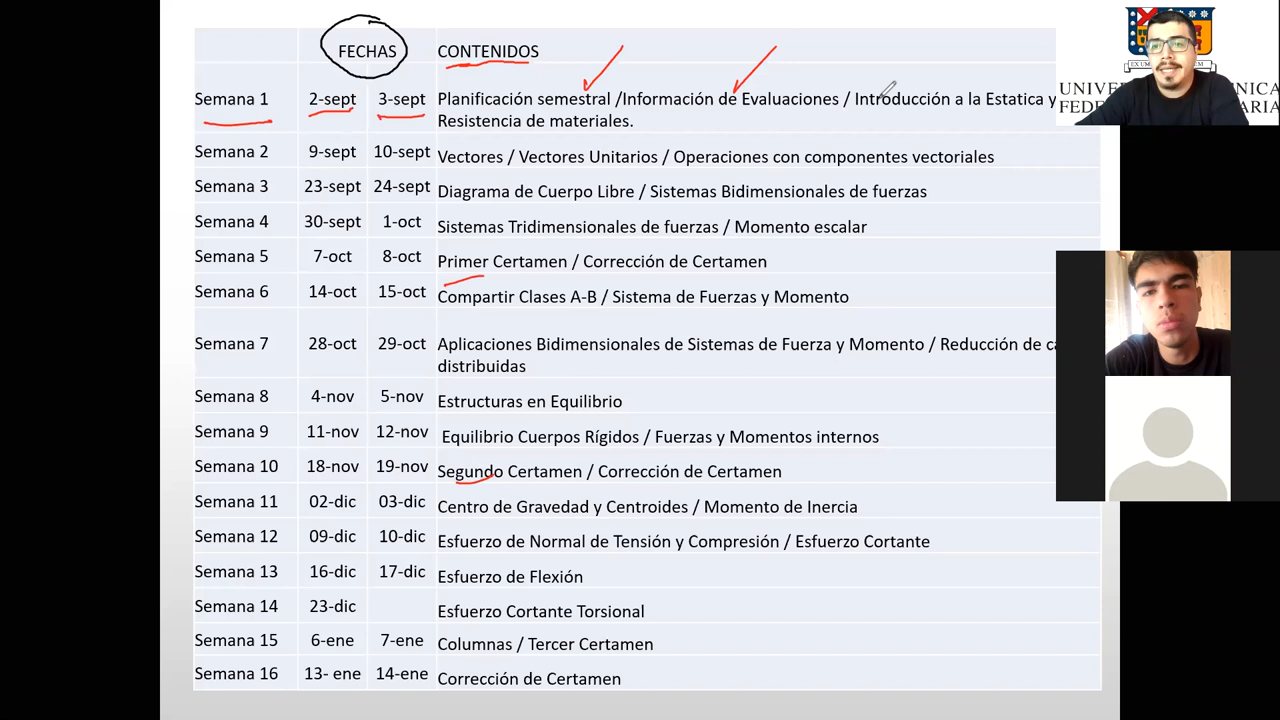 FECHAS CONTENIDOS
Semana 1 2-sept 3-sept Planificación semestral /Información de Evaluaciones / Introducción a la Estatica y
Resistencia de materiales.
Semana 2 9-sept 10-sept Vectores / Vectores Unitarios / Operaciones con componentes vectoriales
Semana 3 23-sept 24-sept Diagrama de Cuerpo Libre / Sistemas Bidimensionales de fuerzas
Semana 4 30-sept 1-oct Sistemas Tridimensionales de fuerzas / Momento escalar
Semana 5 7-oct 8-oct Primer Certamen / Corrección de Certamen
Semana 6 14-oct 15-oct Compartir Clases A-B / Sistema de Fuerzas y Momento
Semana 7 28-oct 29-oct Aplicaciones Bidimensionales de Sistemas de Fuerza y Momento / Reducción de
distribuidas
Semana 8 4-nov 5-nov Estructuras en Equilibrio
Semana 9 11-nov 12-nov Equilibrio Cuerpos Rígidos / Fuerzas y Momentos internos
Semana 10 18-nov 19-nov Segundo Certamen / Corrección de Certamen
Semana 11 02-dic 03-dic Centro de Gravedad y Centroides / Momento de Inercia
Semana 12 09-dic 10-dic Esfuerzo de Normal de Tensión y Compresión / Esfuerzo Cortante
Semana 13 16-dic 17-dic Esfuerzo de Flexión
Semana 14 23-dic Esfuerzo Cortante Torsional
Semana 15 6-ene 7-ene Columnas / Tercer Certamen
Semana 16 13- ene 14-ene Corrección de Certamen